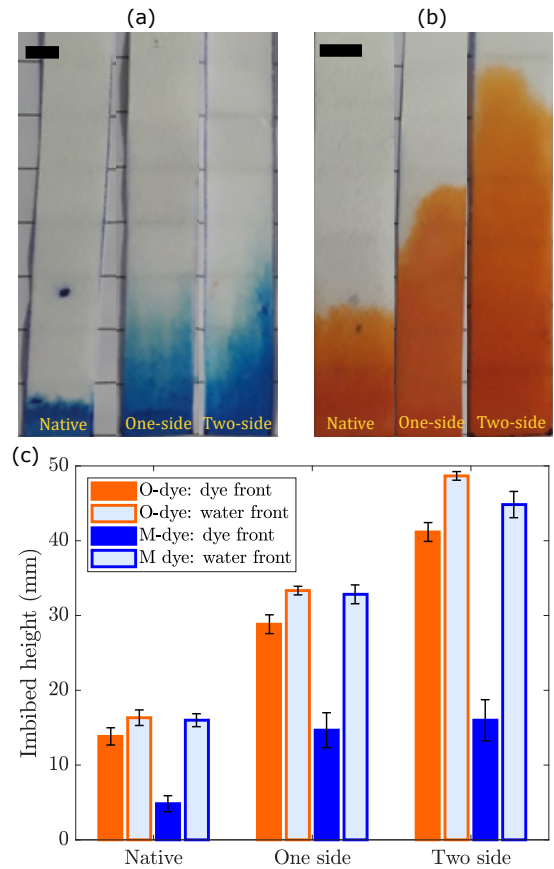 (a) (b)
Native One-side Two-side Native One-side Two-side
(c)
50
40
30
20
10
0
Imbibed height (mm)
O-dye: dye front
O-dye: water front
M-dye: dye front
M dye: water front
Native One side Two side